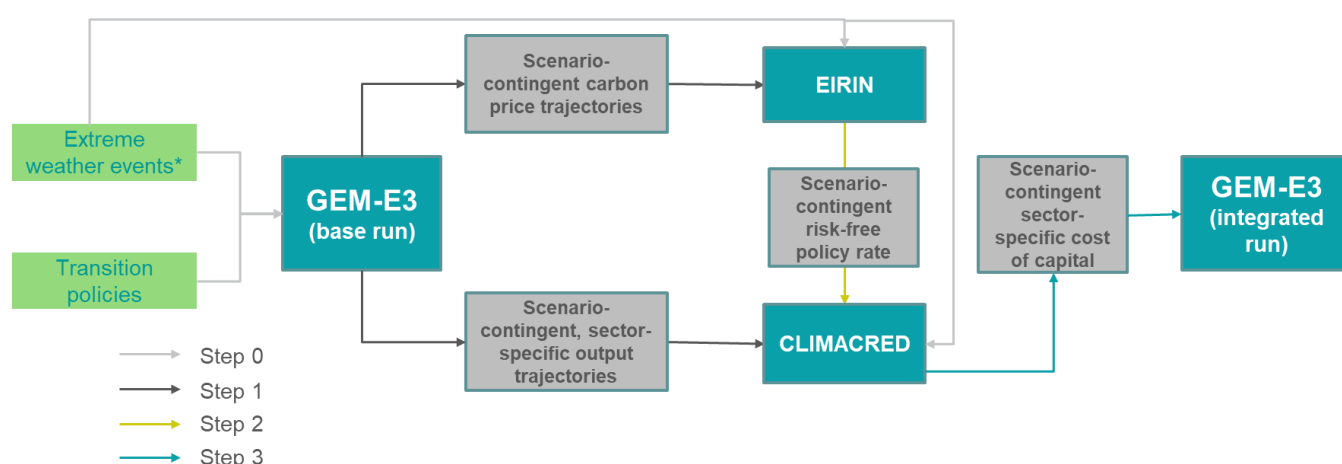 Extreme
weather events*
Transition
policies
GEM-E3
(base run)
Scenario-
contingent carbon
price trajectories
Scenario-
contingent, sector-
specific output
trajectories
EIRIN
Scenario-
contingent
risk-free
policy rate
CLIMACRED
Scenario-
contingent
sector-
specific cost
of capital
GEM-E3
(integrated
run)
Step 0
Step 1
Step 2
Step 3